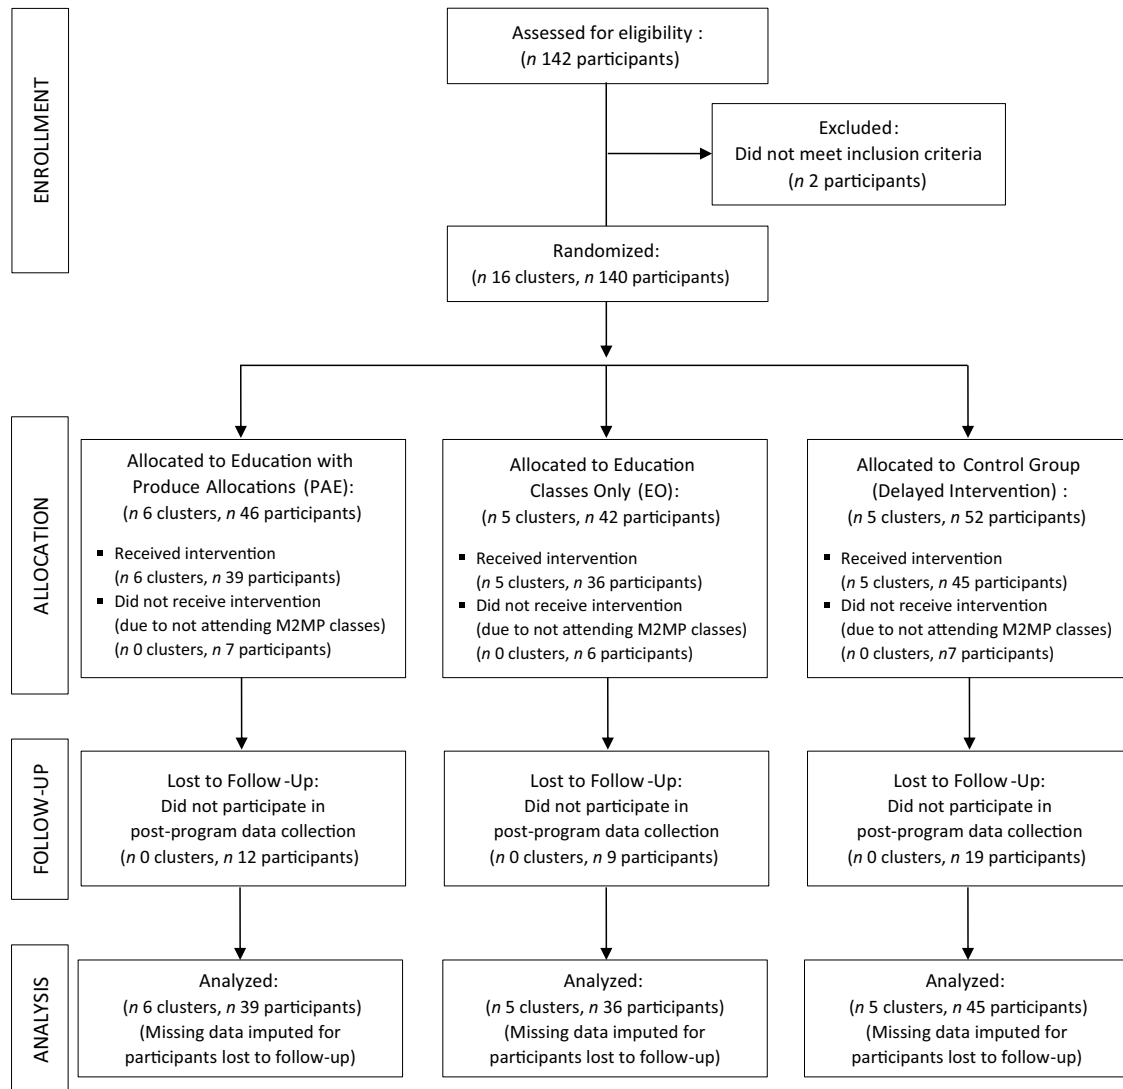 ENROLLMENT
Assessed for eligibility :
(n 142 participants)
Excluded:
Did not meet inclusion criteria
(n 2 participants)
Randomized:
(n 16 clusters, n 140 participants)
ALLOCATION
Allocated to Education with
Produce Allocations (PAE):
(n 6 clusters, n 46 participants)
▪ Received intervention
(n 6 clusters, n 39 participants)
▪ Did not receive intervention
(due to not attending M2MP classes)
(n 0 clusters, n 7 participants)
Allocated to Education
Classes Only (EO):
(n 5 clusters, n 42 participants)
▪ Received intervention
(n 5 clusters, n 36 participants)
▪ Did not receive intervention
(due to not attending M2MP classes)
(n 0 clusters, n 6 participants)
Allocated to Control Group
(Delayed Intervention) :
(n 5 clusters, n 52 participants)
▪ Received intervention
(n 5 clusters, n 45 participants)
▪ Did not receive intervention
(due to not attending M2MP classes)
(n 0 clusters, n7 participants)
FOLLOW-UP
Lost to Follow-Up:
Did not participate in
post-program data collection
(n 0 clusters, n 12 participants)
Lost to Follow-Up:
Did not participate in
post-program data collection
(n 0 clusters, n 9 participants)
Lost to Follow-Up:
Did not participate in
post-program data collection
(n 0 clusters, n 19 participants)
ANALYSIS
Analyzed:
(n 6 clusters, n 39 participants)
(Missing data imputed for
participants lost to follow-up)
Analyzed:
(n 5 clusters, n 36 participants)
(Missing data imputed for
participants lost to follow-up)
Analyzed:
(n 5 clusters, n 45 participants)
(Missing data imputed for
participants lost to follow-up)